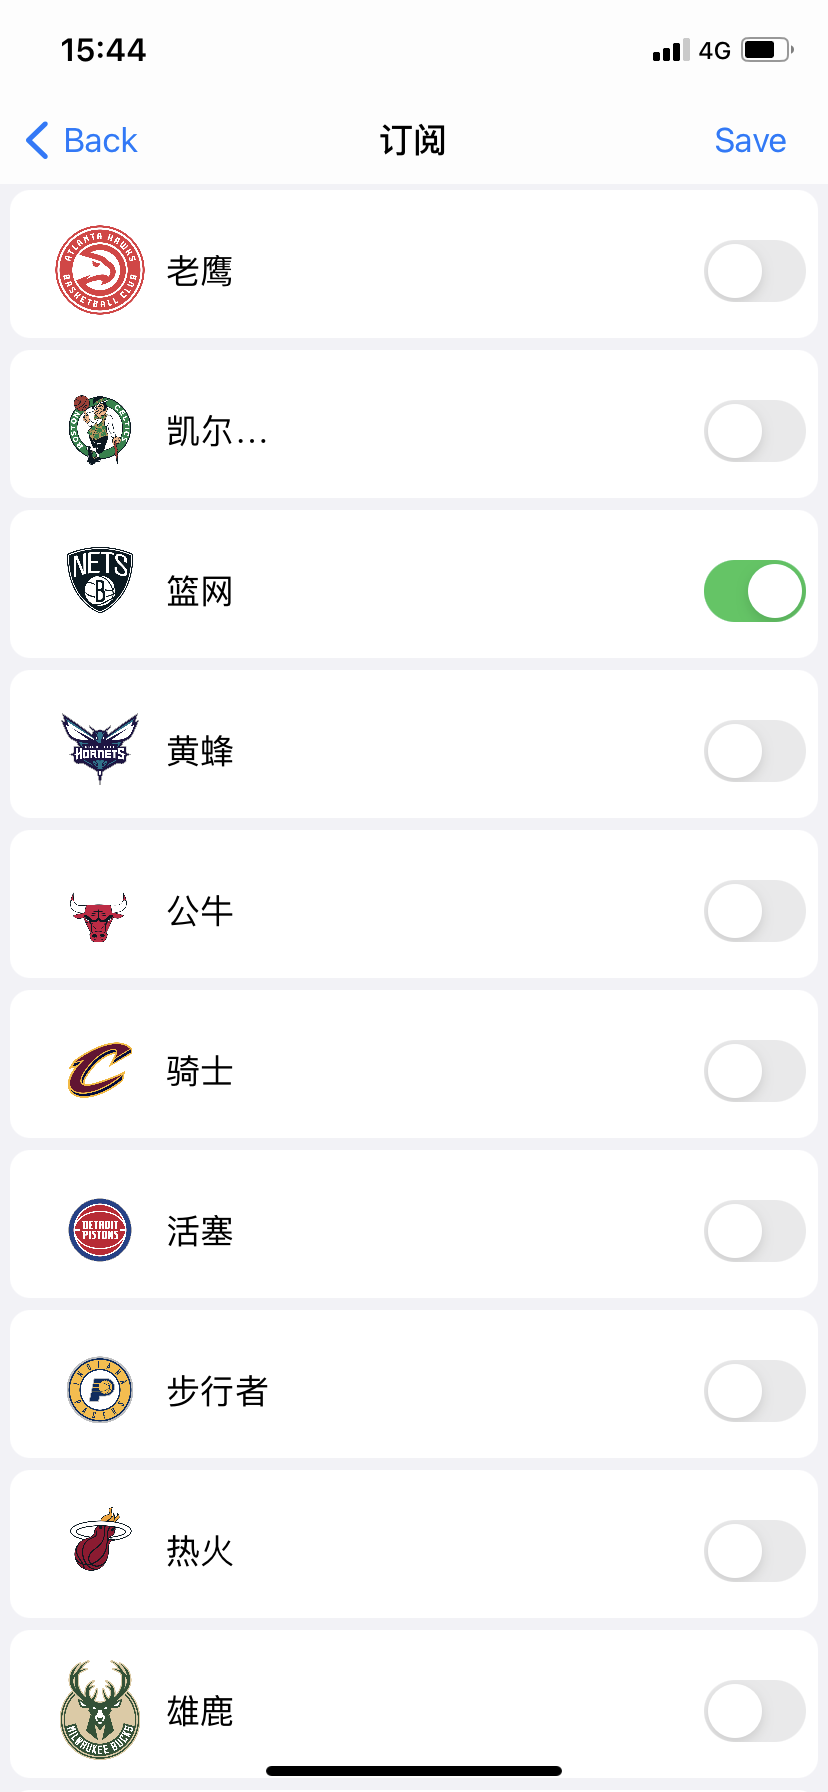 15:44
4G
Back
订阅
Save
ATLANTA HAWKS
BASKETBALL CLUB
老鹰
BOSTON CELTICS
凯尔...
NETS
B
篮网
HORNETS
黄蜂
公牛
C
骑士
DETROIT
PISTONS
活塞
INDIANA
P
PACERS
步行者
热火
MILWAUKEE BUCKS
雄鹿